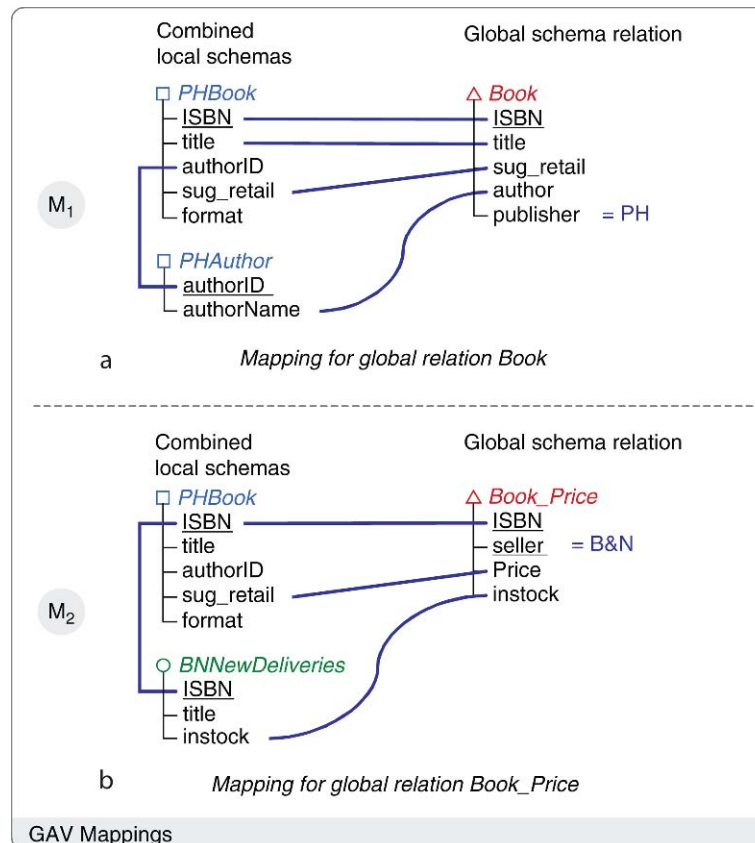 Combined
local schemas
Global schema relation
PHBook
ISBN
title
authorID
sug_retail
format
PHAuthor
authorID
authorName
Book
ISBN
title
sug_retail
author
publisher = PH
M1
a
Mapping for global relation Book
Combined
local schemas
Global schema relation
PHBook
ISBN
title
authorID
sug_retail
format
BNNewDeliveries
ISBN
title
instock
Book_Price
ISBN
seller = B&N
Price
instock
M2
b
Mapping for global relation Book_Price
GAV Mappings